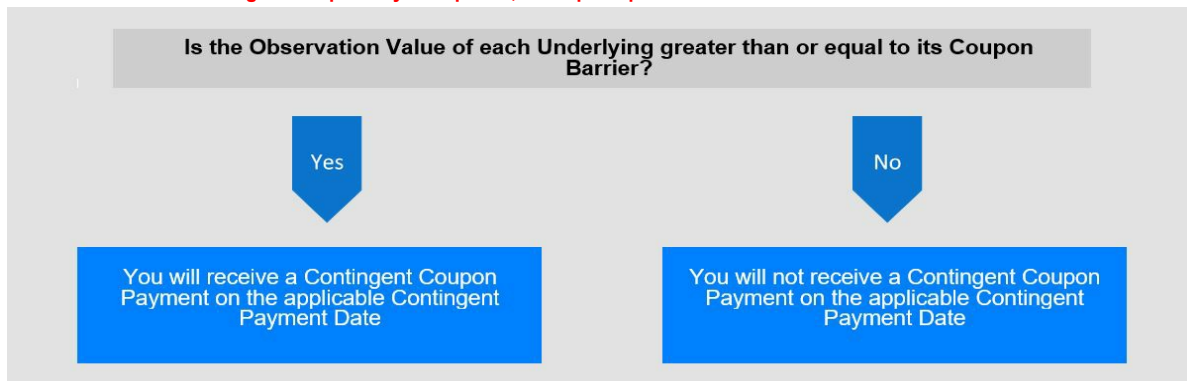 Is the Observation Value of each Underlying greater than or equal to its Coupon
Barrier?
Yes
No
You will receive a Contingent Coupon
Payment on the applicable Contingent
Payment Date
You will not receive a Contingent Coupon
Payment on the applicable Contingent
Payment Date